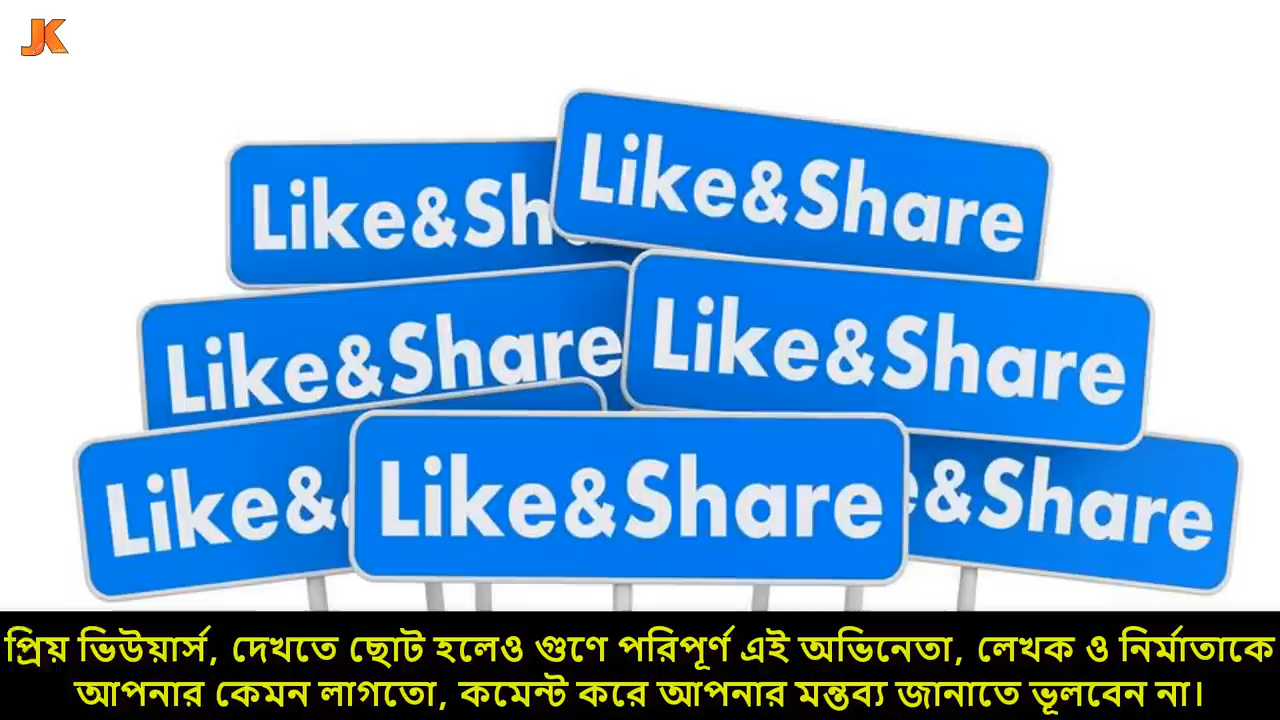 JK
Like&Share
Like&Sh
Like&Share
Like&Share
Like&
Like&Share
&Share
প্রিয় ভিউয়ার্স, দেখতে ছোট হলেও গুণে পরিপূর্ণ এই অভিনেতা, লেখক ও নির্মাতাকে
আপনার কেমন লাগতো, কমেন্ট করে আপনার মন্তব্য জানাতে ভূলবেন না।